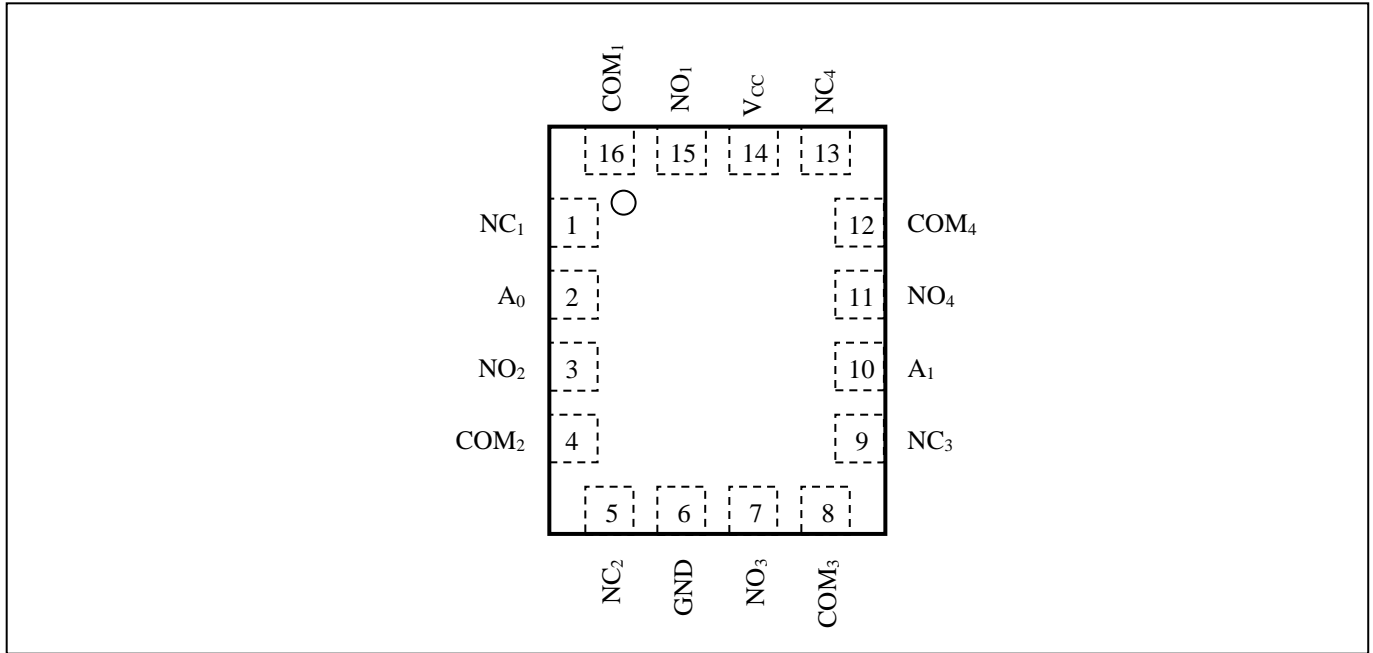 COM₁ NO₁ V_CC NC₄
16 15 14 13
NC₁ 1 12 COM₄
A₀ 2 11 NO₄
NO₂ 3 10 A₁
COM₂ 4 9 NC₃
5 6 7 8
NC₂ GND NO₃ COM₃